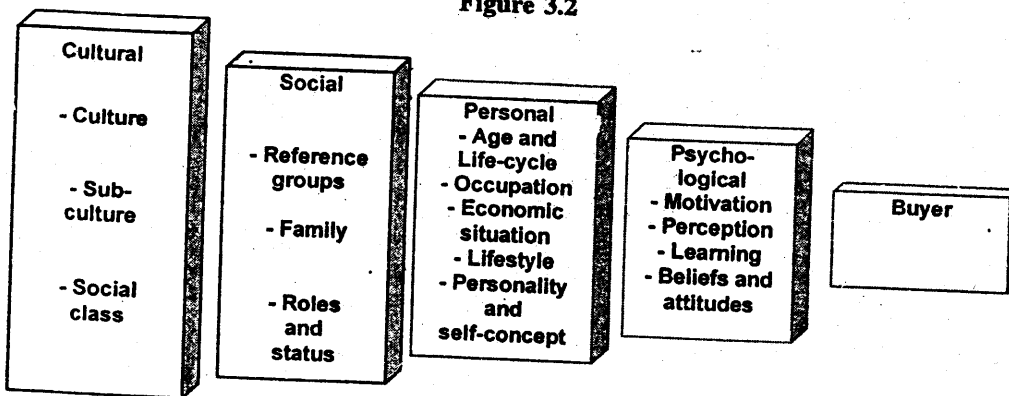 Figure 3.2
Cultural
- Culture
- Sub-
culture
- Social
class
Social
- Reference
groups
- Family
- Roles
and
status
Personal
- Age and
Life-cycle
- Occupation
- Economic
situation
- Lifestyle
- Personality
and
self-concept
Psycho-
logical
- Motivation
- Perception
- Learning
- Beliefs and
attitudes
Buyer